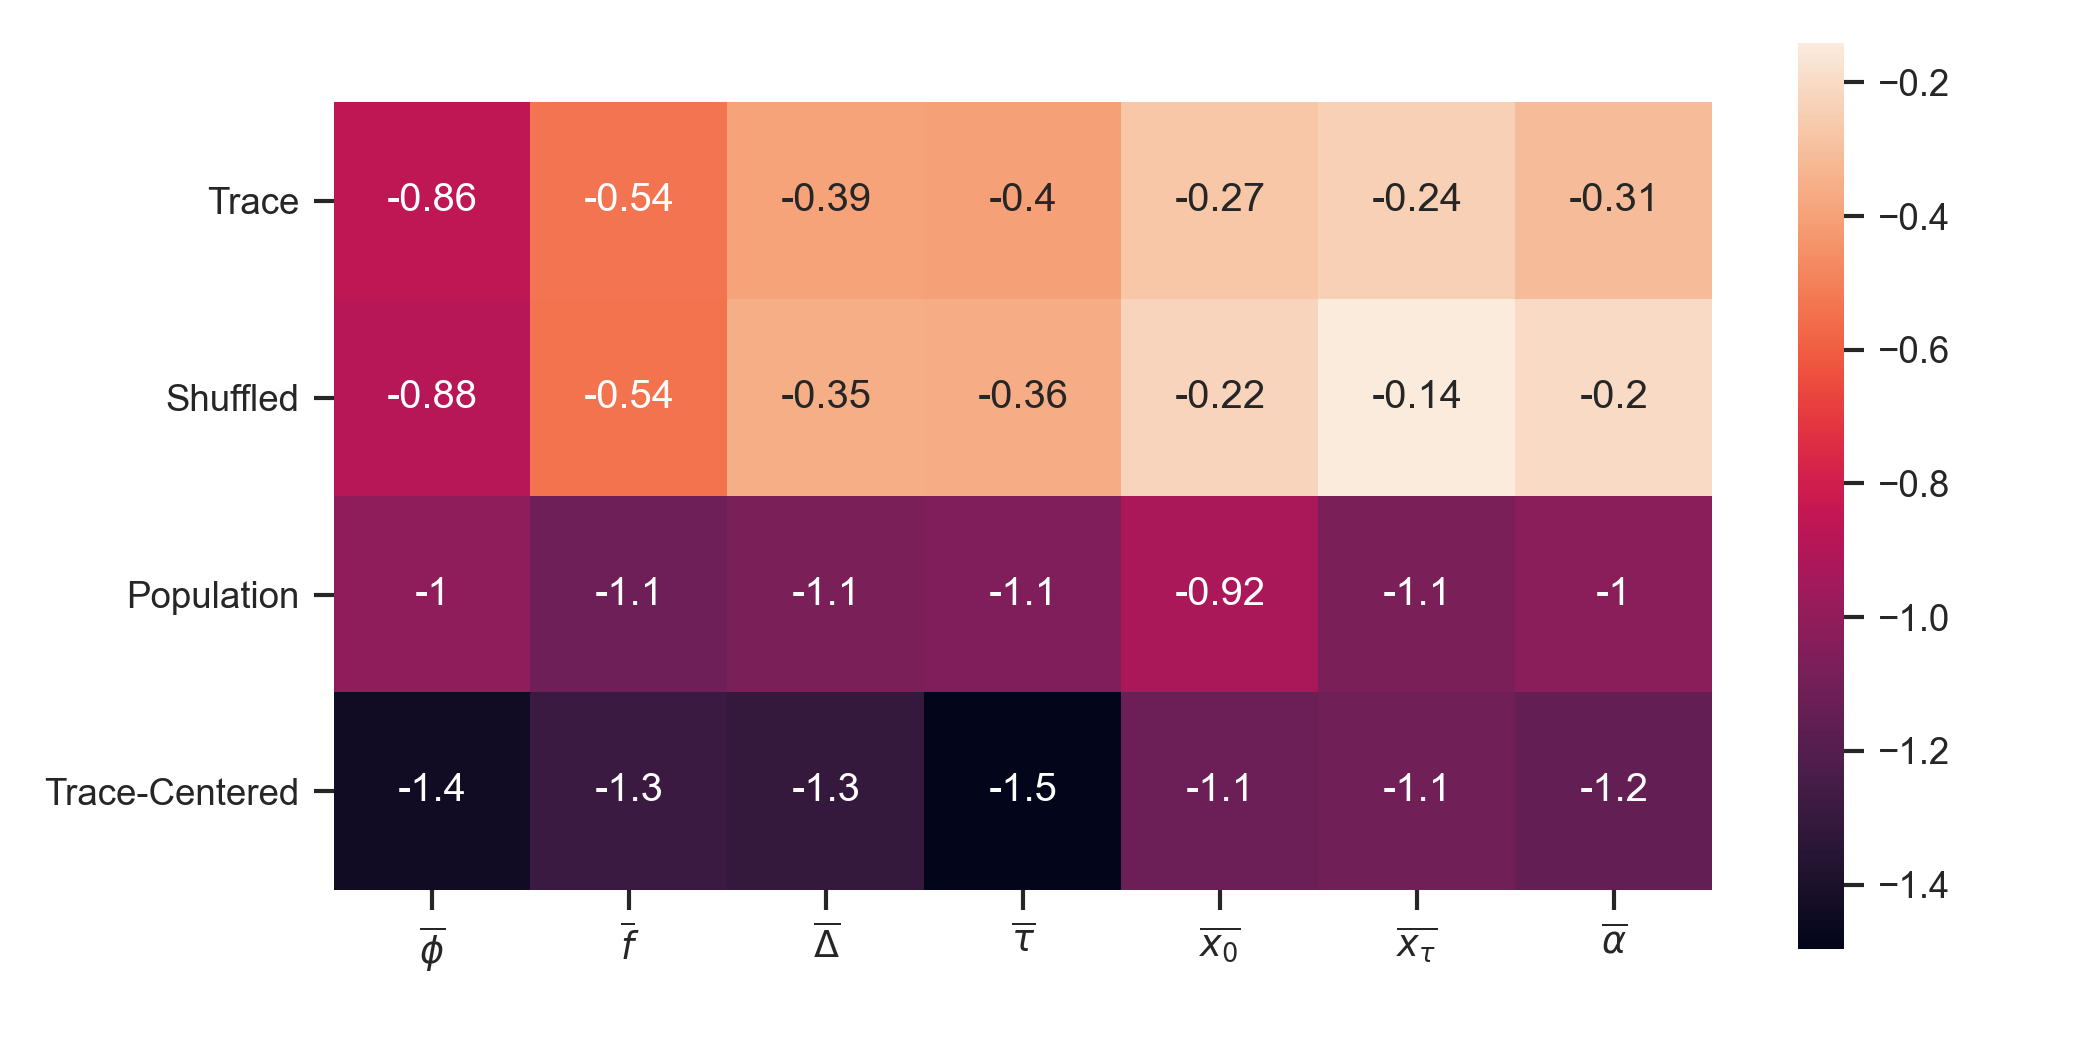 Trace -0.86 -0.54 -0.39 -0.4 -0.27 -0.24 -0.31
Shuffled -0.88 -0.54 -0.35 -0.36 -0.22 -0.14 -0.2
Population -1 -1.1 -1.1 -1.1 -0.92 -1.1 -1
Trace-Centered -1.4 -1.3 -1.3 -1.5 -1.1 -1.1 -1.2
ϕ̅ f̅ Δ̅ τ̅ x₀̅ x_τ̅ α̅
−0.2
−0.4
−0.6
−0.8
−1.0
−1.2
−1.4